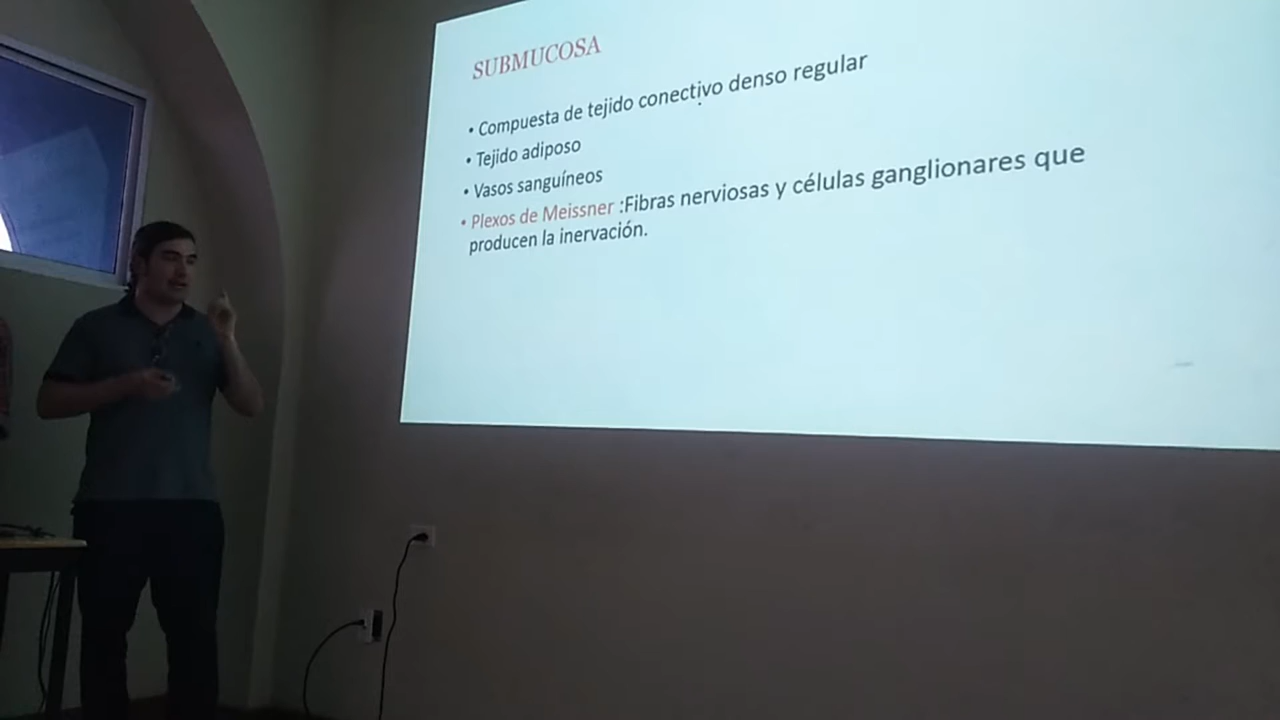 SUBMUCOSA
• Compuesta de tejido conectivo denso regular
• Tejido adiposo
• Vasos sanguíneos
• Plexos de Meissner :Fibras nerviosas y células ganglionares que
producen la inervación.